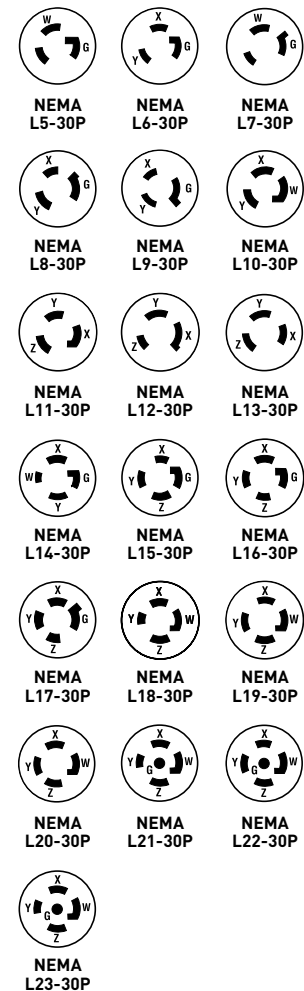 W
G
NEMA
L5-30P
X
G
Y
NEMA
L6-30P
W
G
NEMA
L7-30P
X
G
Y
NEMA
L8-30P
X
G
Y
NEMA
L9-30P
X
W
Y
NEMA
L10-30P
Y
X
Z
NEMA
L11-30P
Y
X
Z
NEMA
L12-30P
Y
X
Z
NEMA
L13-30P
X
W G
Y
NEMA
L14-30P
X
Y G
Z
NEMA
L15-30P
X
Y G
Z
NEMA
L16-30P
X
Y G
Z
NEMA
L17-30P
X
Y W
Z
NEMA
L18-30P
X
Y W
Z
NEMA
L19-30P
X
Y W
Z
NEMA
L20-30P
X
Y W
G
Z
NEMA
L21-30P
X
Y W
G
Z
NEMA
L22-30P
X
Y W
G
Z
NEMA
L23-30P